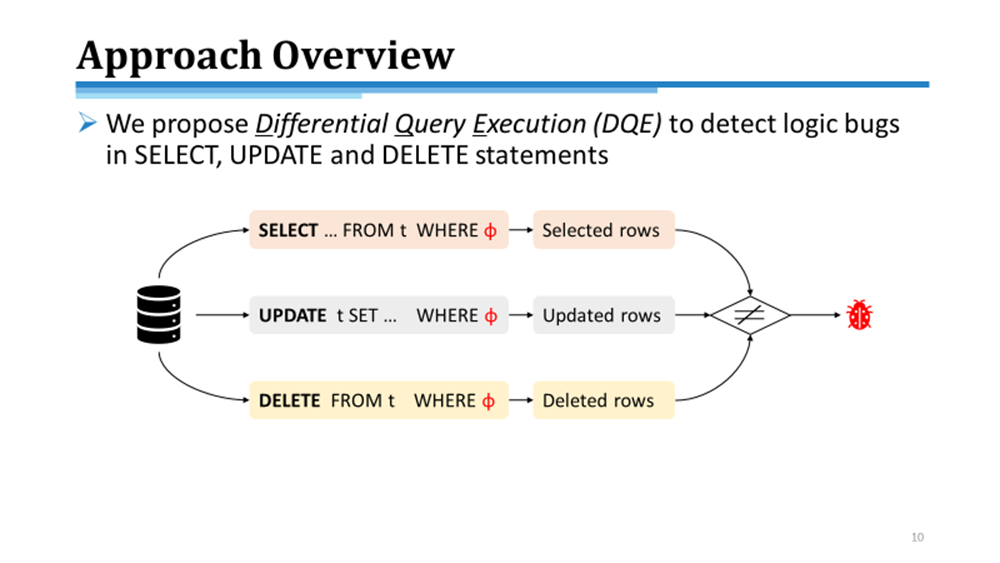 Approach Overview
We propose Differential Query Execution (DQE) to detect logic bugs
in SELECT, UPDATE and DELETE statements
SELECT ... FROM t WHERE ϕ
Selected rows
UPDATE t SET ... WHERE ϕ
Updated rows
≠
DELETE FROM t WHERE ϕ
Deleted rows
10